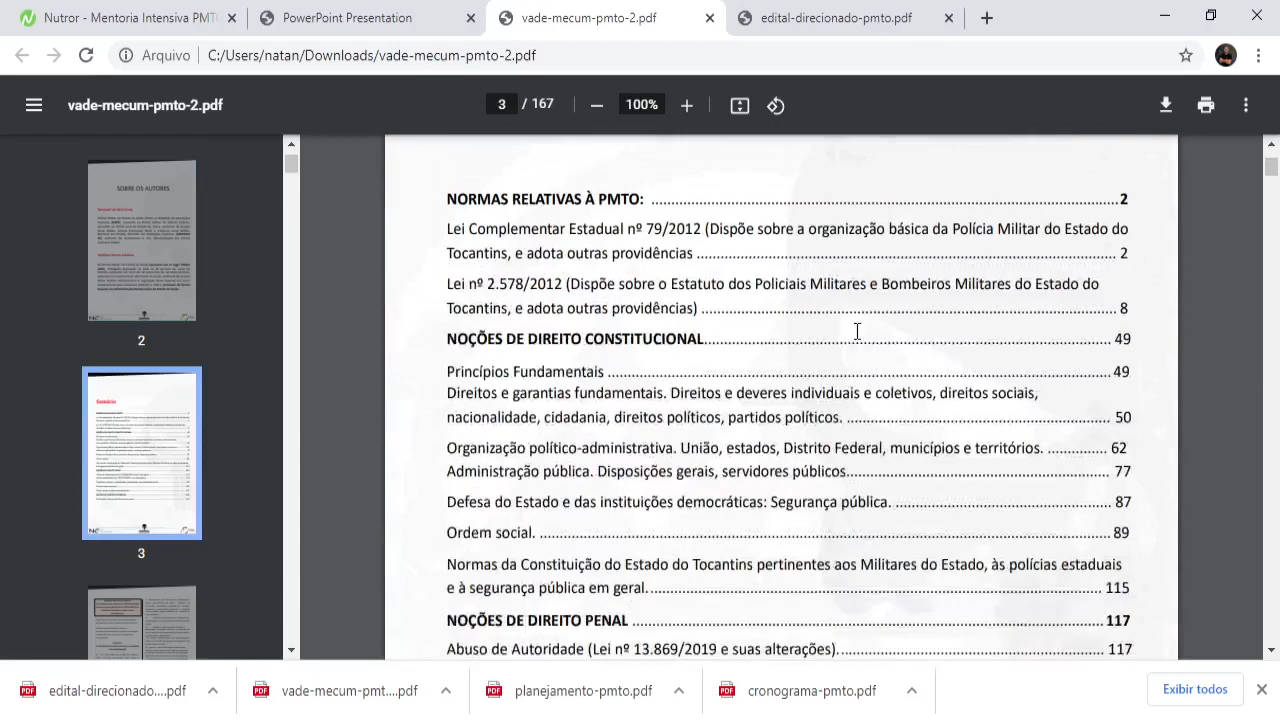 Nutror - Mentoria Intensiva PMTO
PowerPoint Presentation
vade-mecum-pmto-2.pdf
edital-direcionado-pmto.pdf
Arquivo
C:/Users/natan/Downloads/vade-mecum-pmto-2.pdf
vade-mecum-pmto-2.pdf
3 / 167
100%
SOBRE OS AUTORES
2
Sumário
3
NORMAS RELATIVAS À PMTO: 2
Lei Complementar Estadual nº 79/2012 (Dispõe sobre a organização básica da Polícia Militar do Estado do
Tocantins, e adota outras providências 2
Lei nº 2.578/2012 (Dispõe sobre o Estatuto dos Policiais Militares e Bombeiros Militares do Estado do
Tocantins, e adota outras providências) 8
NOÇÕES DE DIREITO CONSTITUCIONAL 49
Princípios Fundamentais 49
Direitos e garantias fundamentais. Direitos e deveres individuais e coletivos, direitos sociais,
nacionalidade, direitos políticos, partidos políticos. 50
Organização político-administrativa. União, estados, Distrito Federal, municípios e territórios. 62
Administração pública. Disposições gerais, servidores públicos. 77
Defesa do Estado e das instituições democráticas: Segurança pública. 87
Ordem social. 89
Normas da Constituição do Estado do Tocantins pertinentes aos Militares do Estado, às polícias estaduais
e à segurança pública em geral. 115
NOÇÕES DE DIREITO PENAL 117
Abuso de Autoridade (Lei nº 13.869/2019 e suas alterações). 117
edital-direcionado....pdf
vade-mecum-pmt....pdf
planejamento-pmto.pdf
cronograma-pmto.pdf
Exibir todos